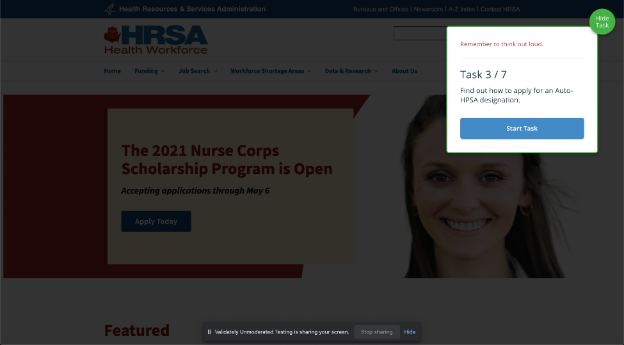 Health Resources & Services Administration
Bureaus and Offices | Newsroom | A-Z Index | Contact HRSA
Hide
Task
HRSA
Health Workforce
Remember to think out loud.
Home Funding Job Search Workforce Shortage Areas Data & Research About Us
Task 3 / 7
Find out how to apply for an Auto-
HPSA designation.
Start Task
The 2021 Nurse Corps
Scholarship Program is Open
Accepting applications through May 6
Apply Today
Validately Unmoderated Testing is sharing your screen. Stop sharing Hide
Featured